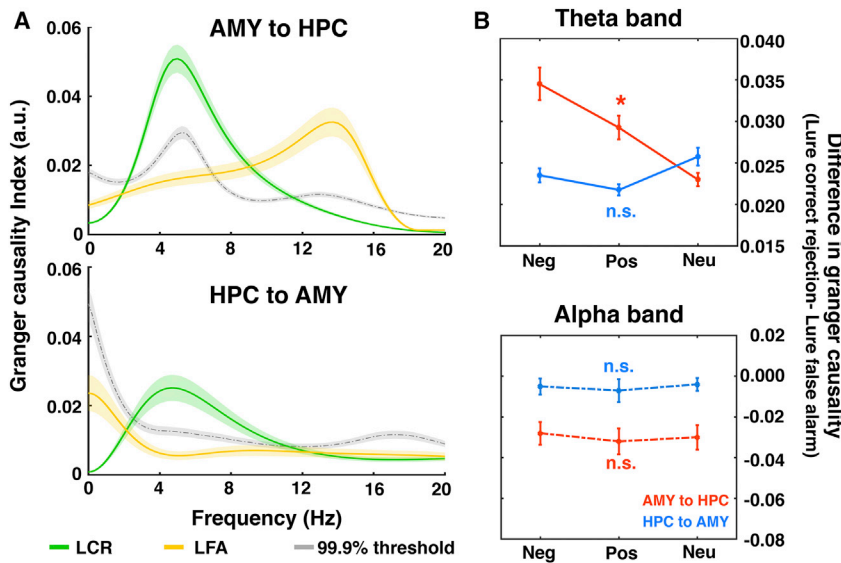 A
AMY to HPC
0.06
0.04
0.02
0
0 4 8 12 16 20
HPC to AMY
0.06
0.04
0.02
0
0 4 8 12 16 20
Granger causality Index (a.u.)
Frequency (Hz)
LCR LFA 99.9% threshold
B
Theta band
0.040
0.035
0.030
0.025
0.020
0.015
*
n.s.
Neg Pos Neu
Alpha band
0.02
0.000
-0.02
-0.04
-0.06
-0.08
n.s.
n.s.
AMY to HPC
HPC to AMY
Neg Pos Neu
Difference in granger causality
(Lure correct rejection- Lure false alarm)